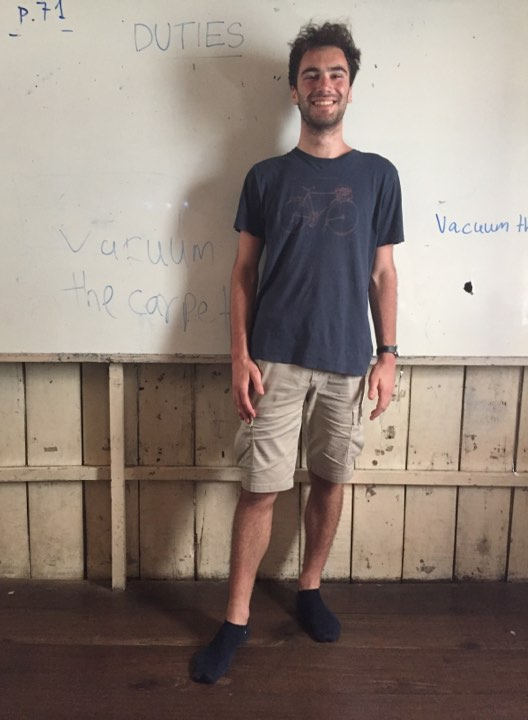 p.71
DUTIES
Vacuum
the carpet
Vacuum th